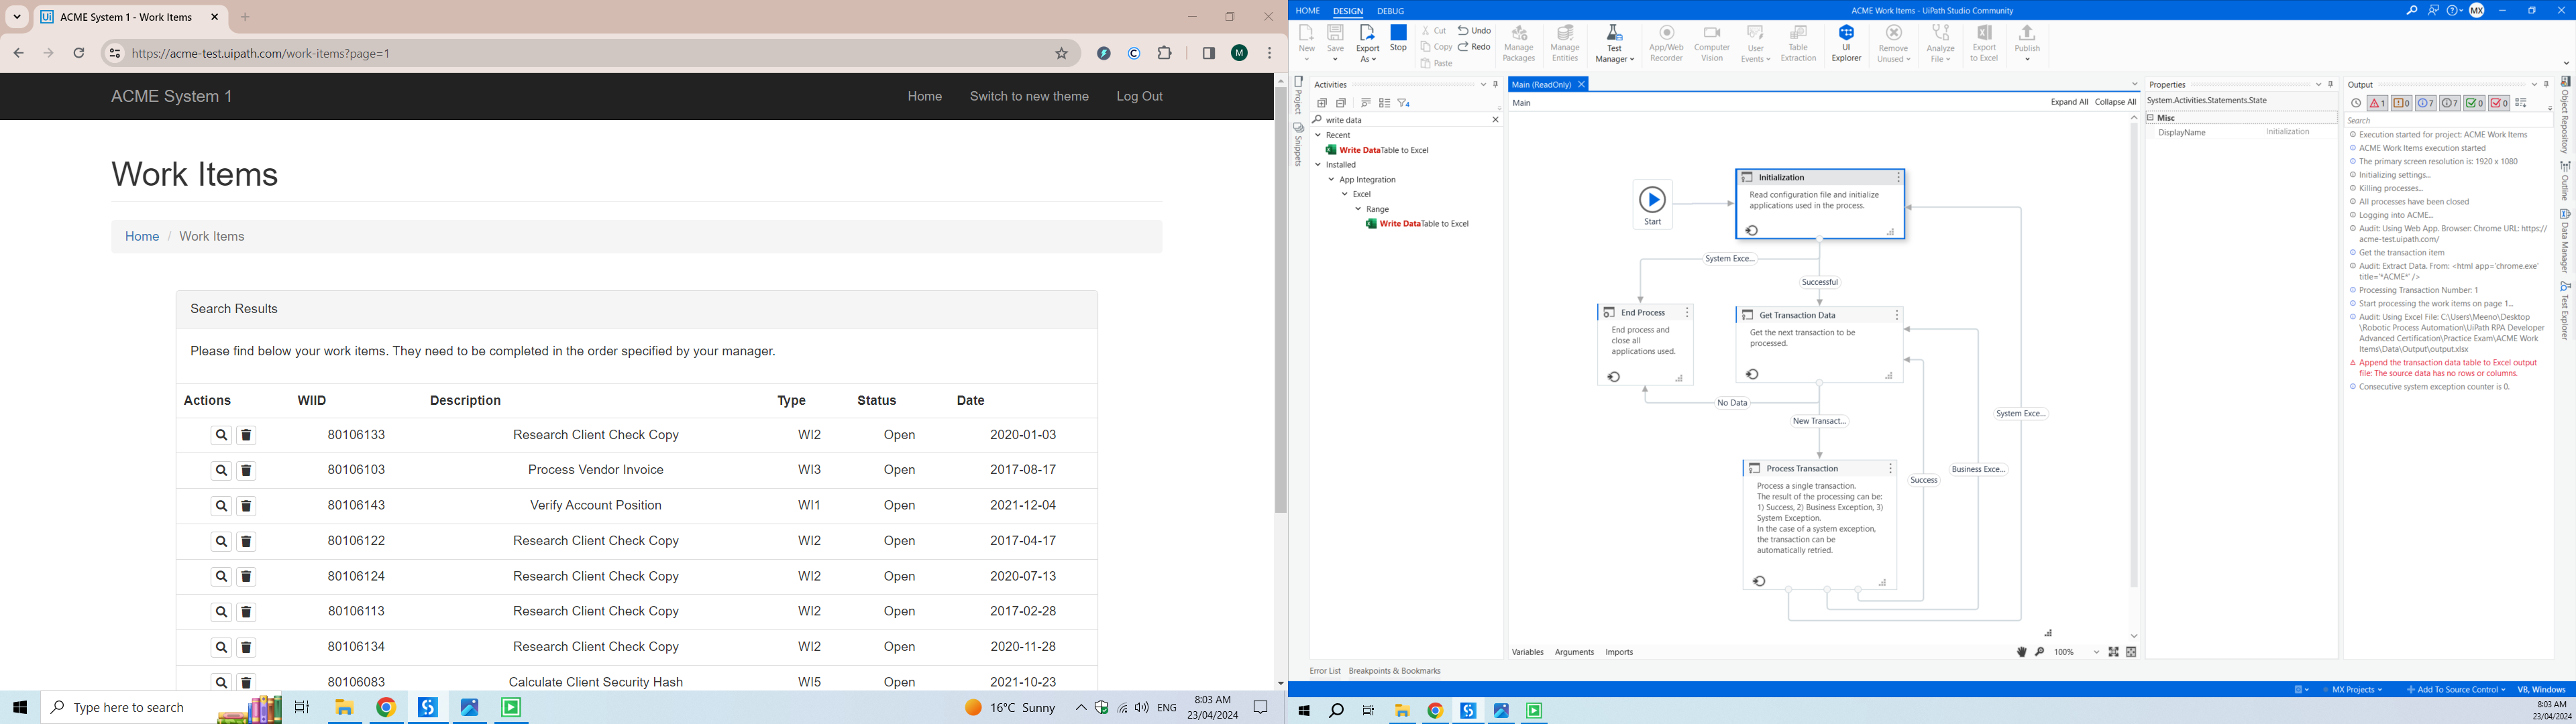 ACME System 1 - Work Items
https://acme-test.uipath.com/work-items?page=1
M
ACME System 1
Home
Switch to new theme
Log Out
Work Items
Home / Work Items
Search Results
Please find below your work items. They need to be completed in the order specified by your manager.
Actions WIID Description Type Status Date
80106133 Research Client Check Copy WI2 Open 2020-01-03
80106103 Process Vendor Invoice WI3 Open 2017-08-17
80106143 Verify Account Position WI1 Open 2021-12-04
80106122 Research Client Check Copy WI2 Open 2017-04-17
80106124 Research Client Check Copy WI2 Open 2020-07-13
80106113 Research Client Check Copy WI2 Open 2017-02-28
80106134 Research Client Check Copy WI2 Open 2020-11-28
80106083 Calculate Client Security Hash WI5 Open 2021-10-23
Type here to search
16°C Sunny
ENG
8:03 AM
23/04/2024
HOME DESIGN DEBUG
ACME Work Items - UiPath Studio Community
MX
New
Save
Export
As
Stop
Cut
Copy
Paste
Undo
Redo
Manage
Packages
Manage
Entities
Test
Manager
App/Web
Recorder
Computer
Vision
User
Events
Table
Extraction
UI
Explorer
Remove
Unused
Analyze
File
Export
to Excel
Publish
Project
Snippets
Activities
write data
Recent
Write DataTable to Excel
Installed
App Integration
Excel
Range
Write DataTable to Excel
Main (ReadOnly)
Main
Expand All Collapse All
Start
Initialization
Read configuration file and initialize
applications used in the process.
System Exce...
Successful
End Process
End process and
close all
applications used.
Get Transaction Data
Get the next transaction to be
processed.
No Data
New Transact...
System Exce...
Business Exce...
Success
Process Transaction
Process a single transaction.
The result of the processing can be:
1) Success, 2) Business Exception, 3)
System Exception.
In the case of a system exception,
the transaction can be
automatically retried.
Variables Arguments Imports
100%
Error List Breakpoints & Bookmarks
Properties
System.Activities.Statements.State
Misc
DisplayName Initialization
Output
1 0 7 7 0 0
Search
Execution started for project: ACME Work Items
ACME Work Items execution started
The primary screen resolution is: 1920 x 1080
Initializing settings...
Killing processes...
All processes have been closed
Logging into ACME...
Audit: Using Web App. Browser: Chrome URL: https://
acme-test.uipath.com/
Get the transaction item
Audit: Extract Data. From: <html app='chrome.exe'
title='*ACME*' />
Processing Transaction Number: 1
Start processing the work items on page 1...
Audit: Using Excel File: C:\Users\Meeno\Desktop
\Robotic Process Automation\UiPath RPA Developer
Advanced Certification\Practice Exam\ACME Work
Items\Data\Output\output.xlsx
Append the transaction data table to Excel output
file: The source data has no rows or columns.
Consecutive system exception counter is 0.
Object Repository
Outline
Data Manager
Test Explorer
MX Projects
Add To Source Control
VB, Windows
8:03 AM
23/04/2024